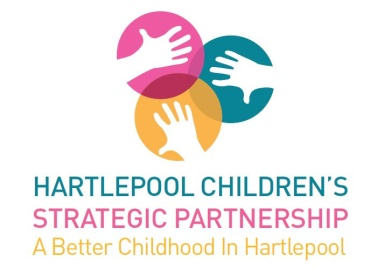 HARTLEPOOL CHILDREN'S
STRATEGIC PARTNERSHIP
A Better Childhood In Hartlepool